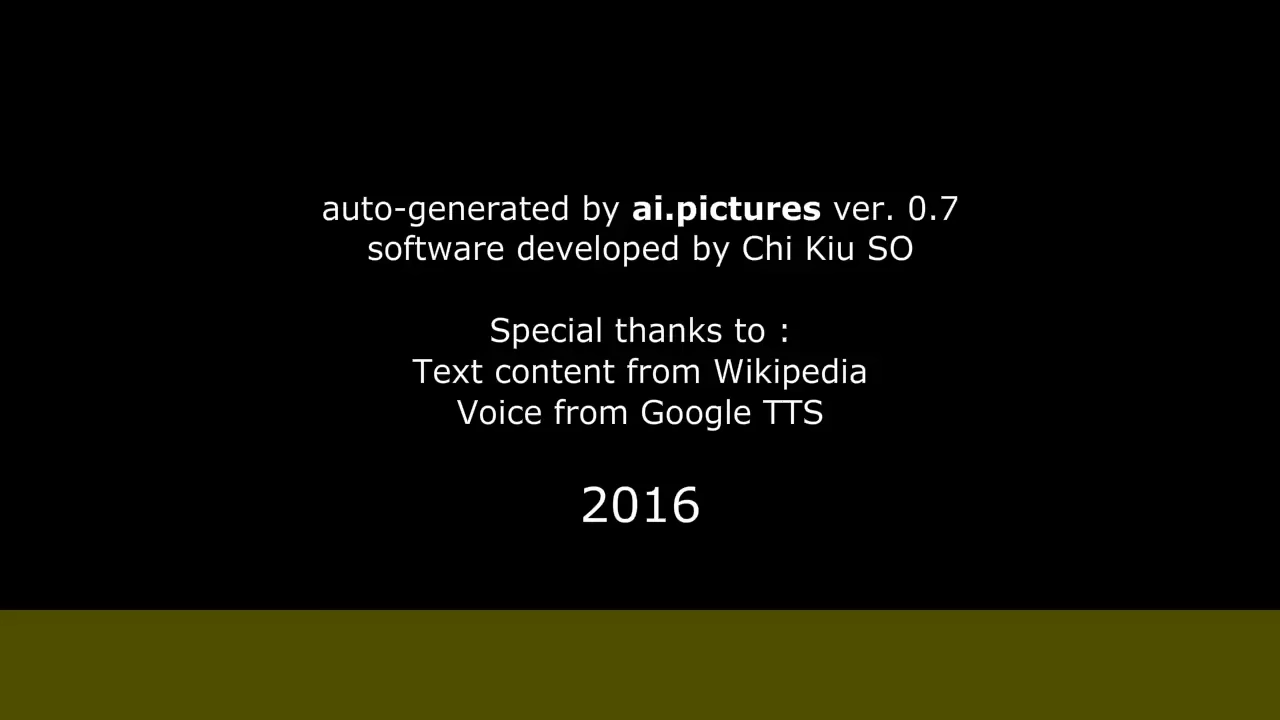 auto-generated by ai.pictures ver. 0.7
software developed by Chi Kiu SO
Special thanks to :
Text content from Wikipedia
Voice from Google TTS
2016